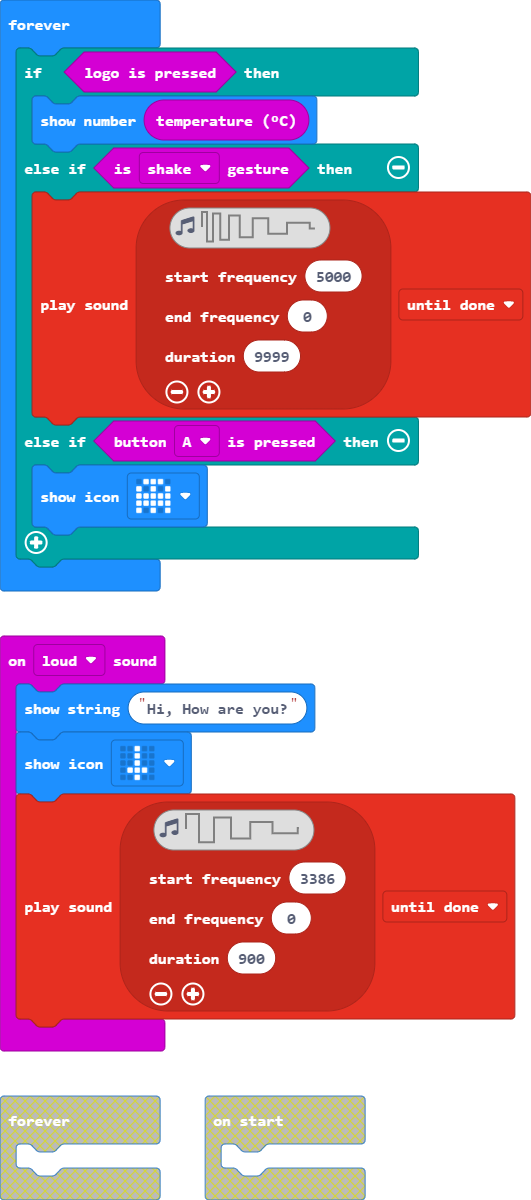 forever
if logo is pressed then
show number temperature (ºC)
else if is shake gesture then
start frequency 5000
end frequency 0
play sound until done
duration 9999
else if button A is pressed then
show icon
on loud sound
show string "Hi, How are you?"
show icon
start frequency 3386
play sound until done
end frequency 0
duration 900
forever on start